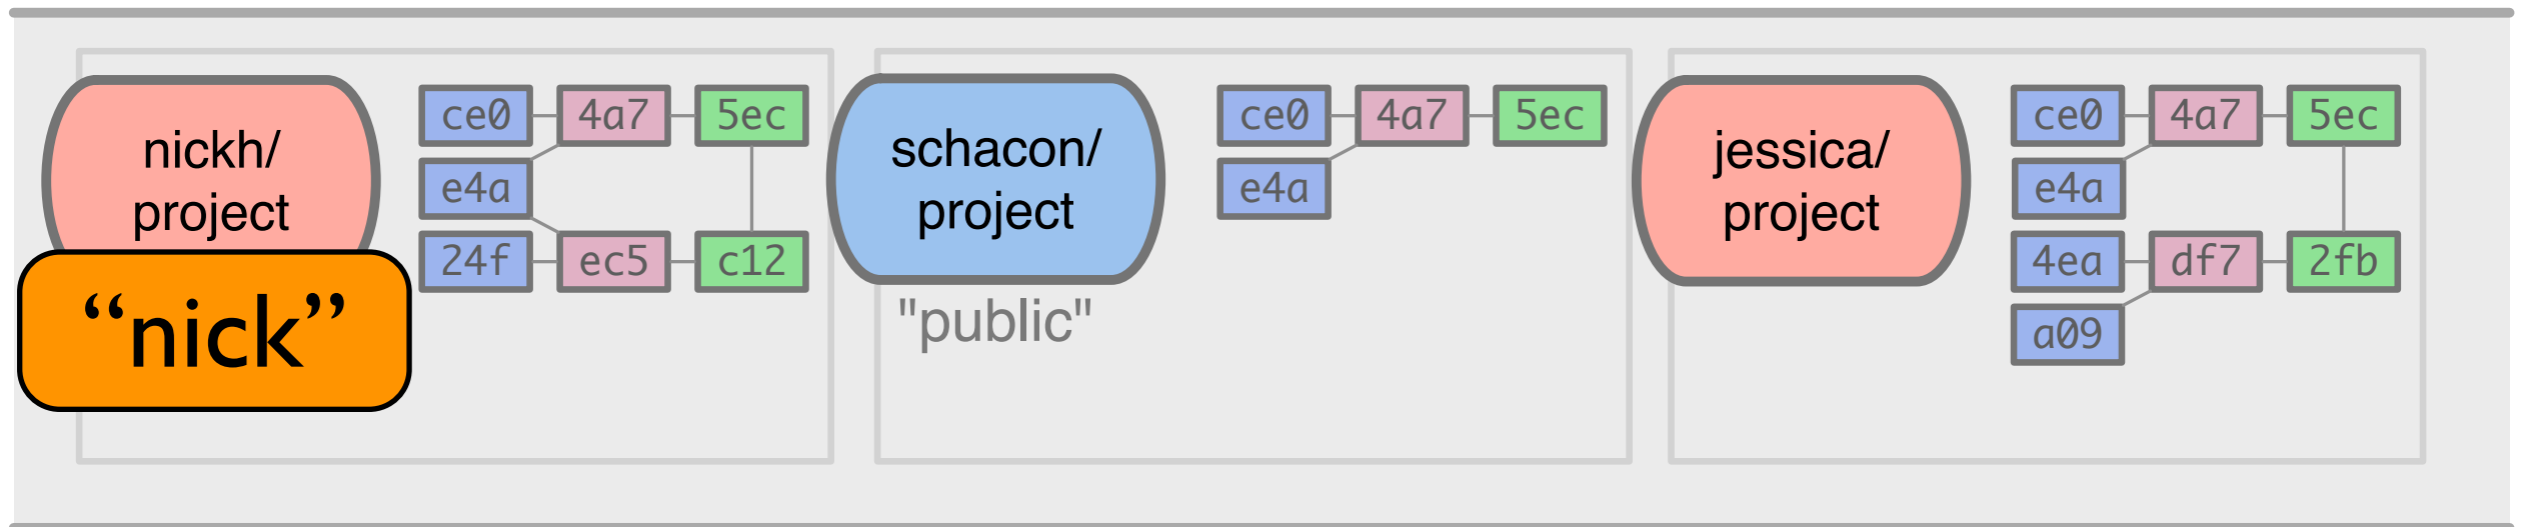 nickh/
project
“nick”
ce0 4a7 5ec
e4a
24f ec5 c12
schacon/
project
"public"
ce0 4a7 5ec
e4a
jessica/
project
ce0 4a7 5ec
e4a
4ea df7 2fb
a09